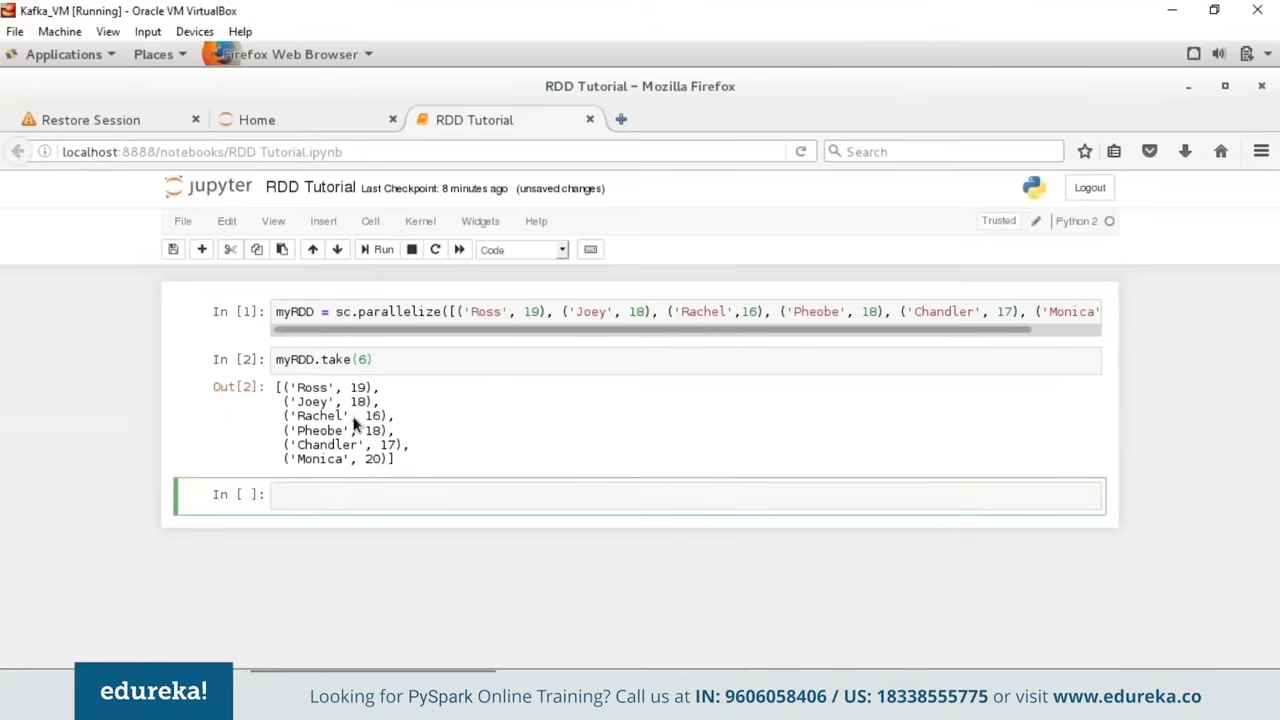 Kafka_VM [Running] - Oracle VM VirtualBox
File Machine View Input Devices Help
Applications Places Firefox Web Browser
RDD Tutorial – Mozilla Firefox
Restore Session Home RDD Tutorial
localhost:8888/notebooks/RDD Tutorial.ipynb Search
jupyter RDD Tutorial Last Checkpoint: 8 minutes ago (unsaved changes) Logout
File Edit View Insert Cell Kernel Widgets Help Trusted Python 2
Run Code
In [1]: myRDD = sc.parallelize([('Ross', 19), ('Joey', 18), ('Rachel',16), ('Pheobe', 18), ('Chandler', 17), ('Monica'
In [2]: myRDD.take(6)
Out[2]: [('Ross', 19),
('Joey', 18),
('Rachel', 16),
('Pheobe', 18),
('Chandler', 17),
('Monica', 20)]
In [ ]:
edureka! Looking for PySpark Online Training? Call us at IN: 9606058406 / US: 18338555775 or visit www.edureka.co